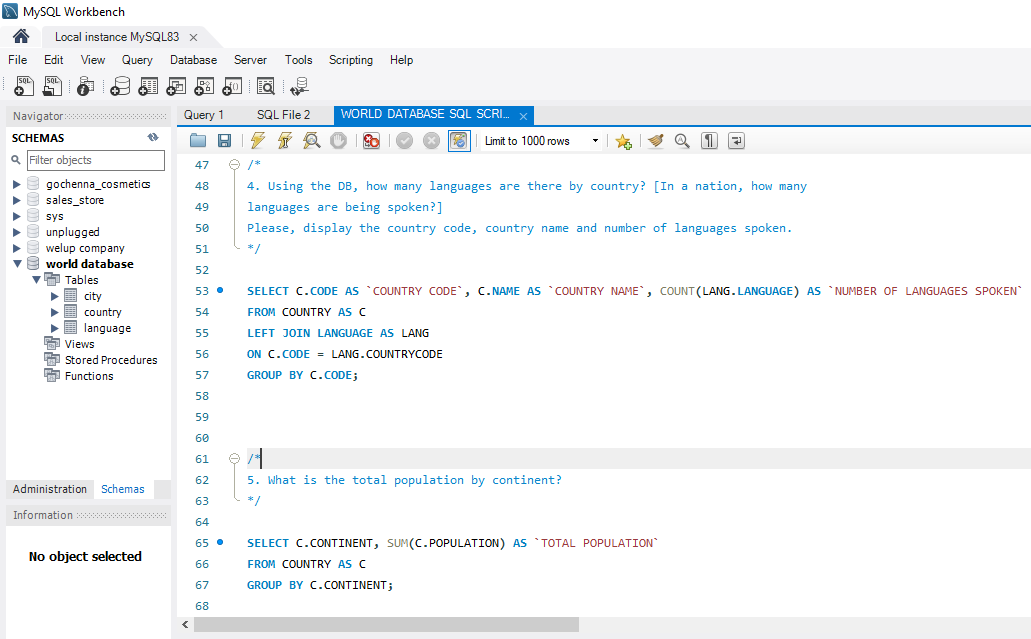 MySQL Workbench
Local instance MySQL83
File Edit View Query Database Server Tools Scripting Help
Navigator
SCHEMAS
Filter objects
gochenna_cosmetics
sales_store
sys
unplugged
welup company
world database
Tables
city
country
language
Views
Stored Procedures
Functions
Administration Schemas
Information
No object selected
Query 1 SQL File 2 WORLD DATABASE SQL SCRI...
Limit to 1000 rows
47 /*
48 4. Using the DB, how many languages are there by country? [In a nation, how many
49 languages are being spoken?]
50 Please, display the country code, country name and number of languages spoken.
51 */
52
53 SELECT C.CODE AS `COUNTRY CODE`, C.NAME AS `COUNTRY NAME`, COUNT(LANG.LANGUAGE) AS `NUMBER OF LANGUAGES SPOKEN`
54 FROM COUNTRY AS C
55 LEFT JOIN LANGUAGE AS LANG
56 ON C.CODE = LANG.COUNTRYCODE
57 GROUP BY C.CODE;
58
59
60
61 /*
62 5. What is the total population by continent?
63 */
64
65 SELECT C.CONTINENT, SUM(C.POPULATION) AS `TOTAL POPULATION`
66 FROM COUNTRY AS C
67 GROUP BY C.CONTINENT;
68